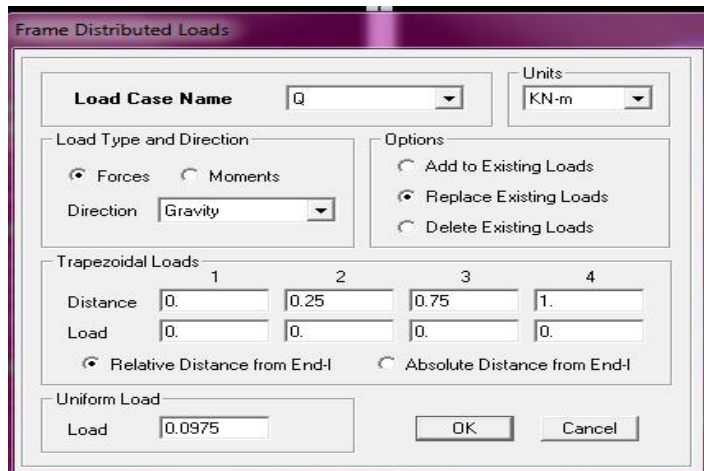 Frame Distributed Loads
Units
Load Case Name Q KN-m
Load Type and Direction Options
Forces Moments Add to Existing Loads
Direction Gravity Replace Existing Loads
Delete Existing Loads
Trapezoidal Loads
1 2 3 4
Distance 0. 0.25 0.75 1.
Load 0. 0. 0. 0.
Relative Distance from End-I Absolute Distance from End-I
Uniform Load
Load 0.0975 OK Cancel